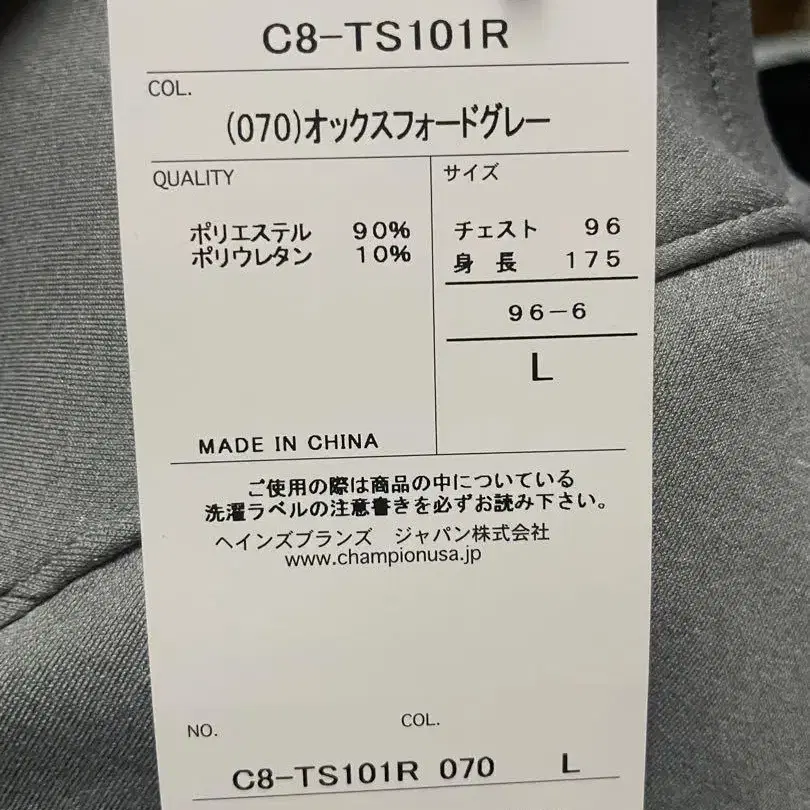 C8-TS101R
COL.
(070)オックスフォードグレー
QUALITY
ポリエステル 90%
ポリウレタン 10%
MADE IN CHINA
サイズ
チェスト 96
身 長 175
96-6
L
ご使用の際は商品の中についている
洗濯ラベルの注意書きを必ずお読み下さい。
ヘインズブランズ ジャパン株式会社
www.championusa.jp
NO. COL.
C8-TS101R 070 L